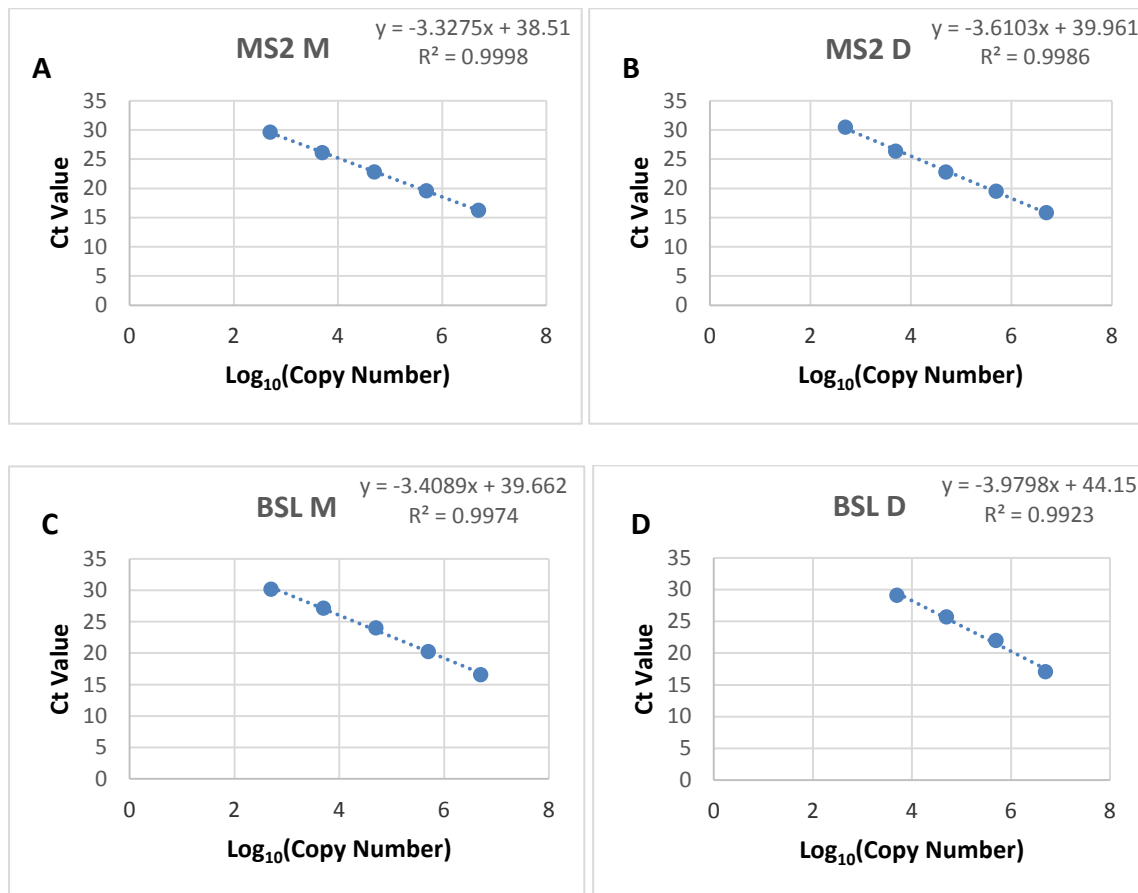 A
MS2 M
y = -3.3275x + 38.51
R² = 0.9998
35
30
25
20
15
10
5
0
Ct Value
0 2 4 6 8
Log₁₀(Copy Number)
B
MS2 D
y = -3.6103x + 39.961
R² = 0.9986
35
30
25
20
15
10
5
0
Ct Value
0 2 4 6 8
Log₁₀(Copy Number)
C
BSL M
y = -3.4089x + 39.662
R² = 0.9974
35
30
25
20
15
10
5
0
Ct Value
0 2 4 6 8
Log₁₀(Copy Number)
D
BSL D
y = -3.9798x + 44.15
R² = 0.9923
35
30
25
20
15
10
5
0
Ct Value
0 2 4 6 8
Log₁₀(Copy Number)